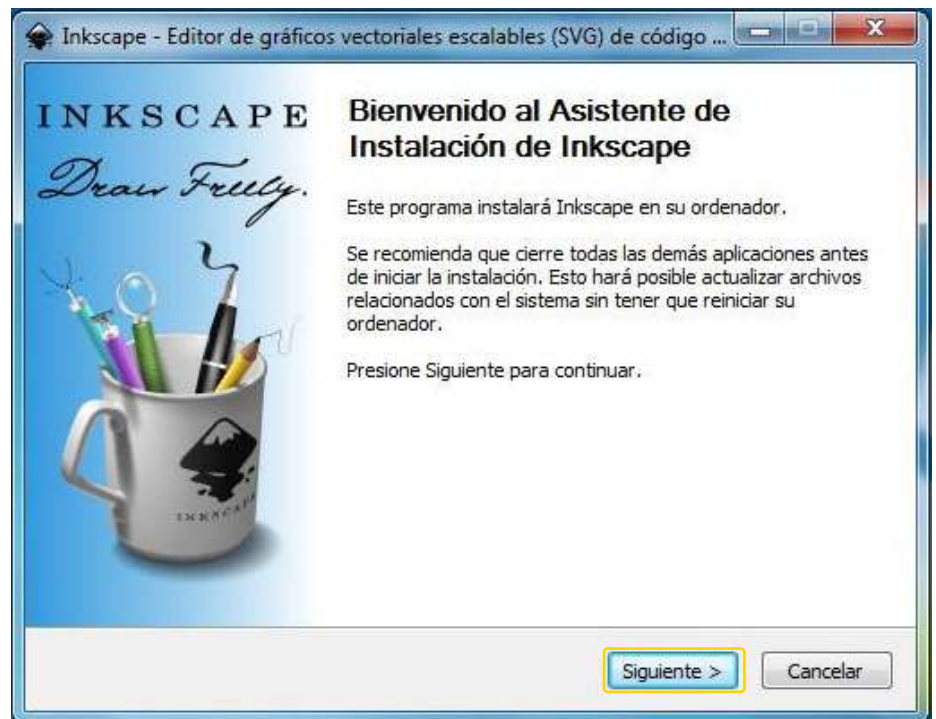 Inkscape - Editor de gráficos vectoriales escalables (SVG) de código ...
INKSCAPE
Draw Freely.
Bienvenido al Asistente de
Instalación de Inkscape
Este programa instalará Inkscape en su ordenador.
Se recomienda que cierre todas las demás aplicaciones antes
de iniciar la instalación. Esto hará posible actualizar archivos
relacionados con el sistema sin tener que reiniciar su
ordenador.
Presione Siguiente para continuar.
INKSCAPE
Siguiente >
Cancelar